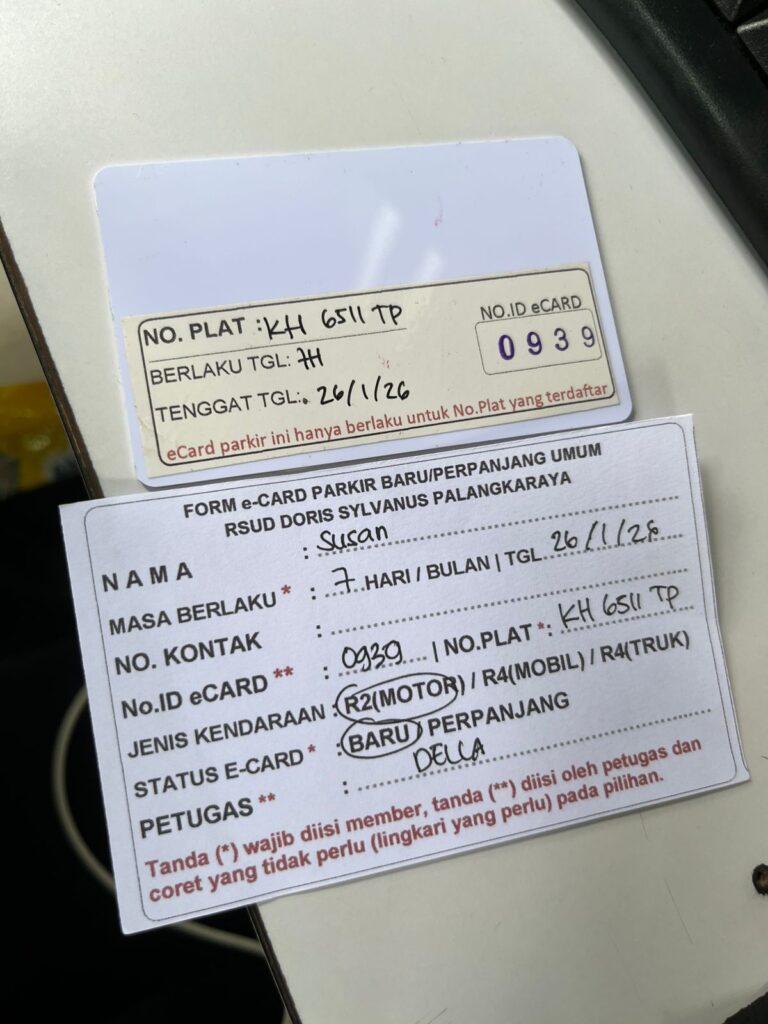 NO. PLAT : KH 6511 TP
NO.ID eCARD
0939
BERLAKU TGL: 7H
TENGGAT TGL:. 26/1/26
eCard parkir ini hanya berlaku untuk No.Plat yang terdaftar
FORM e-CARD PARKIR BARU/PERPANJANG UMUM
RSUD DORIS SYLVANUS PALANGKARAYA
NAMA : Susan
MASA BERLAKU * : 7 HARI / BULAN | TGL 26/1/26
NO. KONTAK :
No.ID eCARD ** : 0939 | NO.PLAT *: KH 6511 TP
JENIS KENDARAAN : R2(MOTOR) / R4(MOBIL) / R4(TRUK)
STATUS E-CARD * : BARU / PERPANJANG
PETUGAS ** : DELLA
Tanda (*) wajib diisi member, tanda (**) diisi oleh petugas dan
coret yang tidak perlu (lingkari yang perlu) pada pilihan.